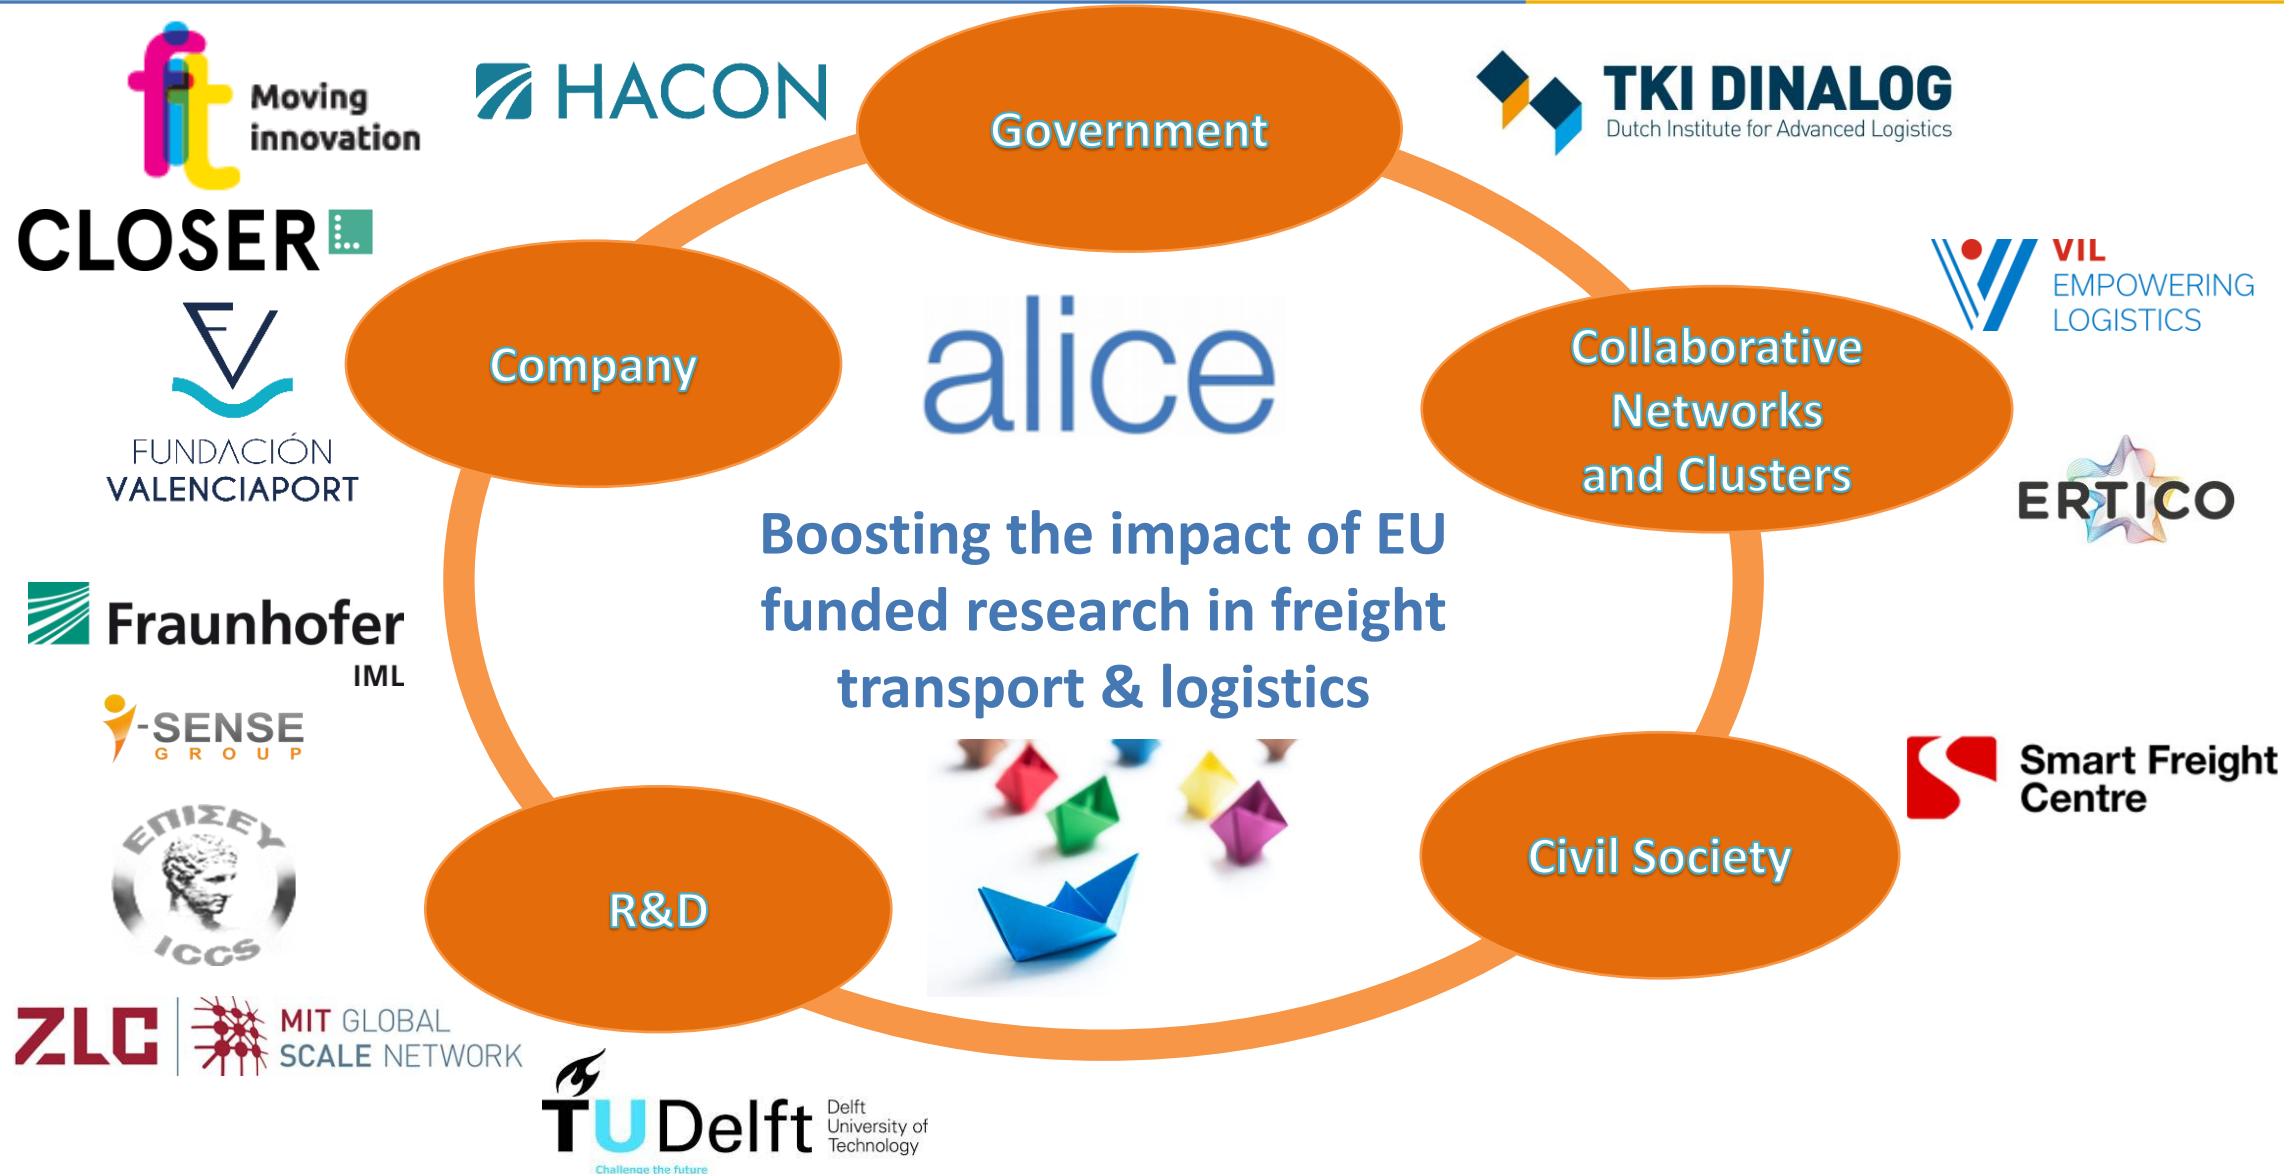 fit
Moving
innovation
HACON
Government
TKI DINALOG
Dutch Institute for Advanced Logistics
CLOSER
VIL
EMPOWERING
LOGISTICS
Company
alice
Collaborative
Networks
and Clusters
FUNDACIÓN
VALENCIAPORT
ERTICO
Boosting the impact of EU
funded research in freight
transport & logistics
Fraunhofer
IML
i-SENSE
GROUP
Smart Freight
Centre
ΕΠΙΣΕΥ
ICCS
R&D
Civil Society
ZLC
MIT GLOBAL
SCALE NETWORK
TU Delft
Delft
University of
Technology
Challenge the future